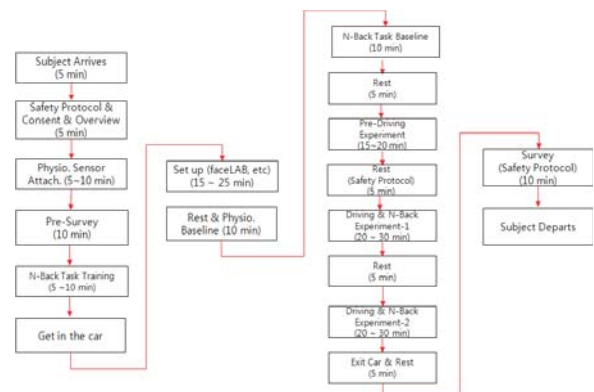 Subject Arrives
(5 min)
Safety Protocol &
Consent & Overview
(5 min)
Physio. Sensor
Attach. (5~10 min)
Pre-Survey
(10 min)
N-Back Task Training
(5 ~10 min)
Get in the car
Set up (faceLAB, etc)
(15 ~ 25 min)
Rest & Physio.
Baseline (10 min)
N-Back Task Baseline
(10 min)
Rest
(5 min)
Pre-Driving
Experiment
(15~20 min)
Rest
(Safety Protocol)
(5 min)
Driving & N-Back
Experiment-1
(20 ~ 30 min)
Rest
(5 min)
Driving & N-Back
Experiment-2
(20 ~ 30 min)
Exit Car & Rest
(5 min)
Survey
(Safety Protocol)
(10 min)
Subject Departs